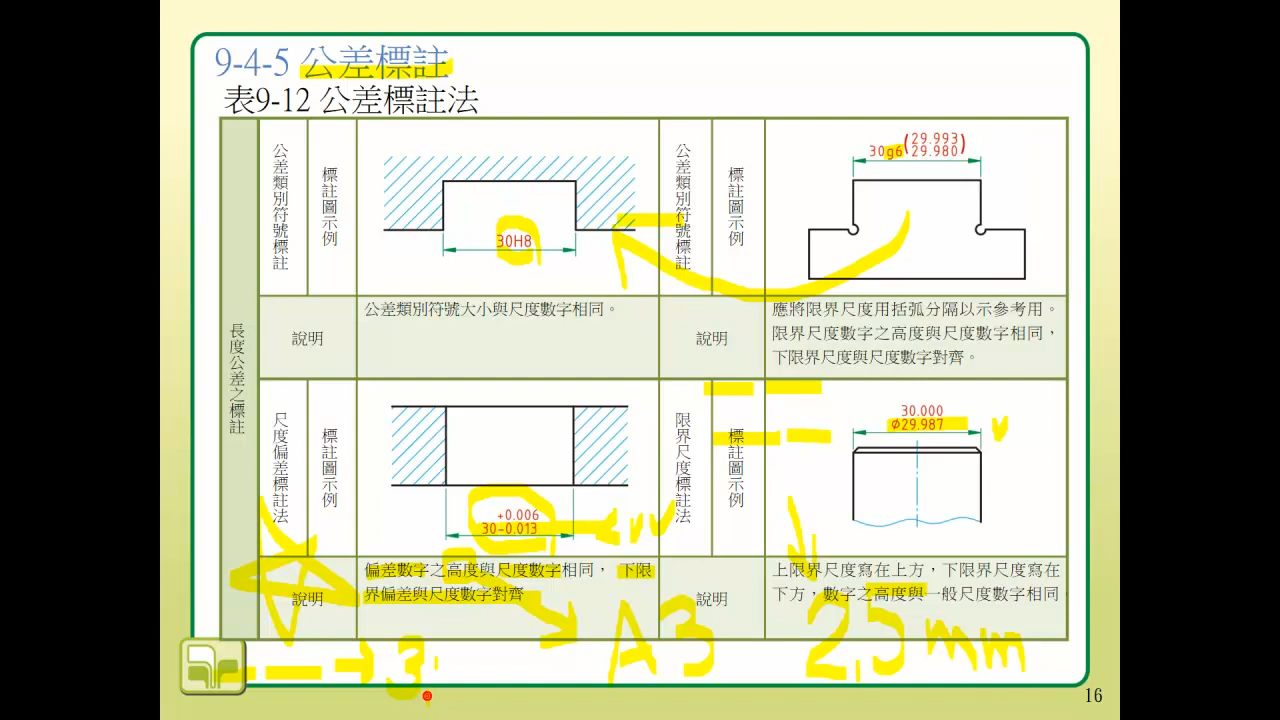 9-4-5 公差標註
表9-12 公差標註法
長度公差之標註
公差類別符號標註
標註圖示例
30H8
公差類別符號標註
標註圖示例
30g6(29.993
29.980)
說明
公差類別符號大小與尺度數字相同。
說明
應將限界尺度用括弧分隔以示參考用。
限界尺度數字之高度與尺度數字相同，
下限界尺度與尺度數字對齊。
尺度偏差標註法
標註圖示例
+0.006
30-0.013
限界尺度標註法
標註圖示例
30.000
ø29.987
說明
偏差數字之高度與尺度數字相同， 下限
界偏差與尺度數字對齊
說明
上限界尺度寫在上方，下限界尺度寫在
下方，數字之高度與一般尺度數字相同
A3
2,5 mm
3
16